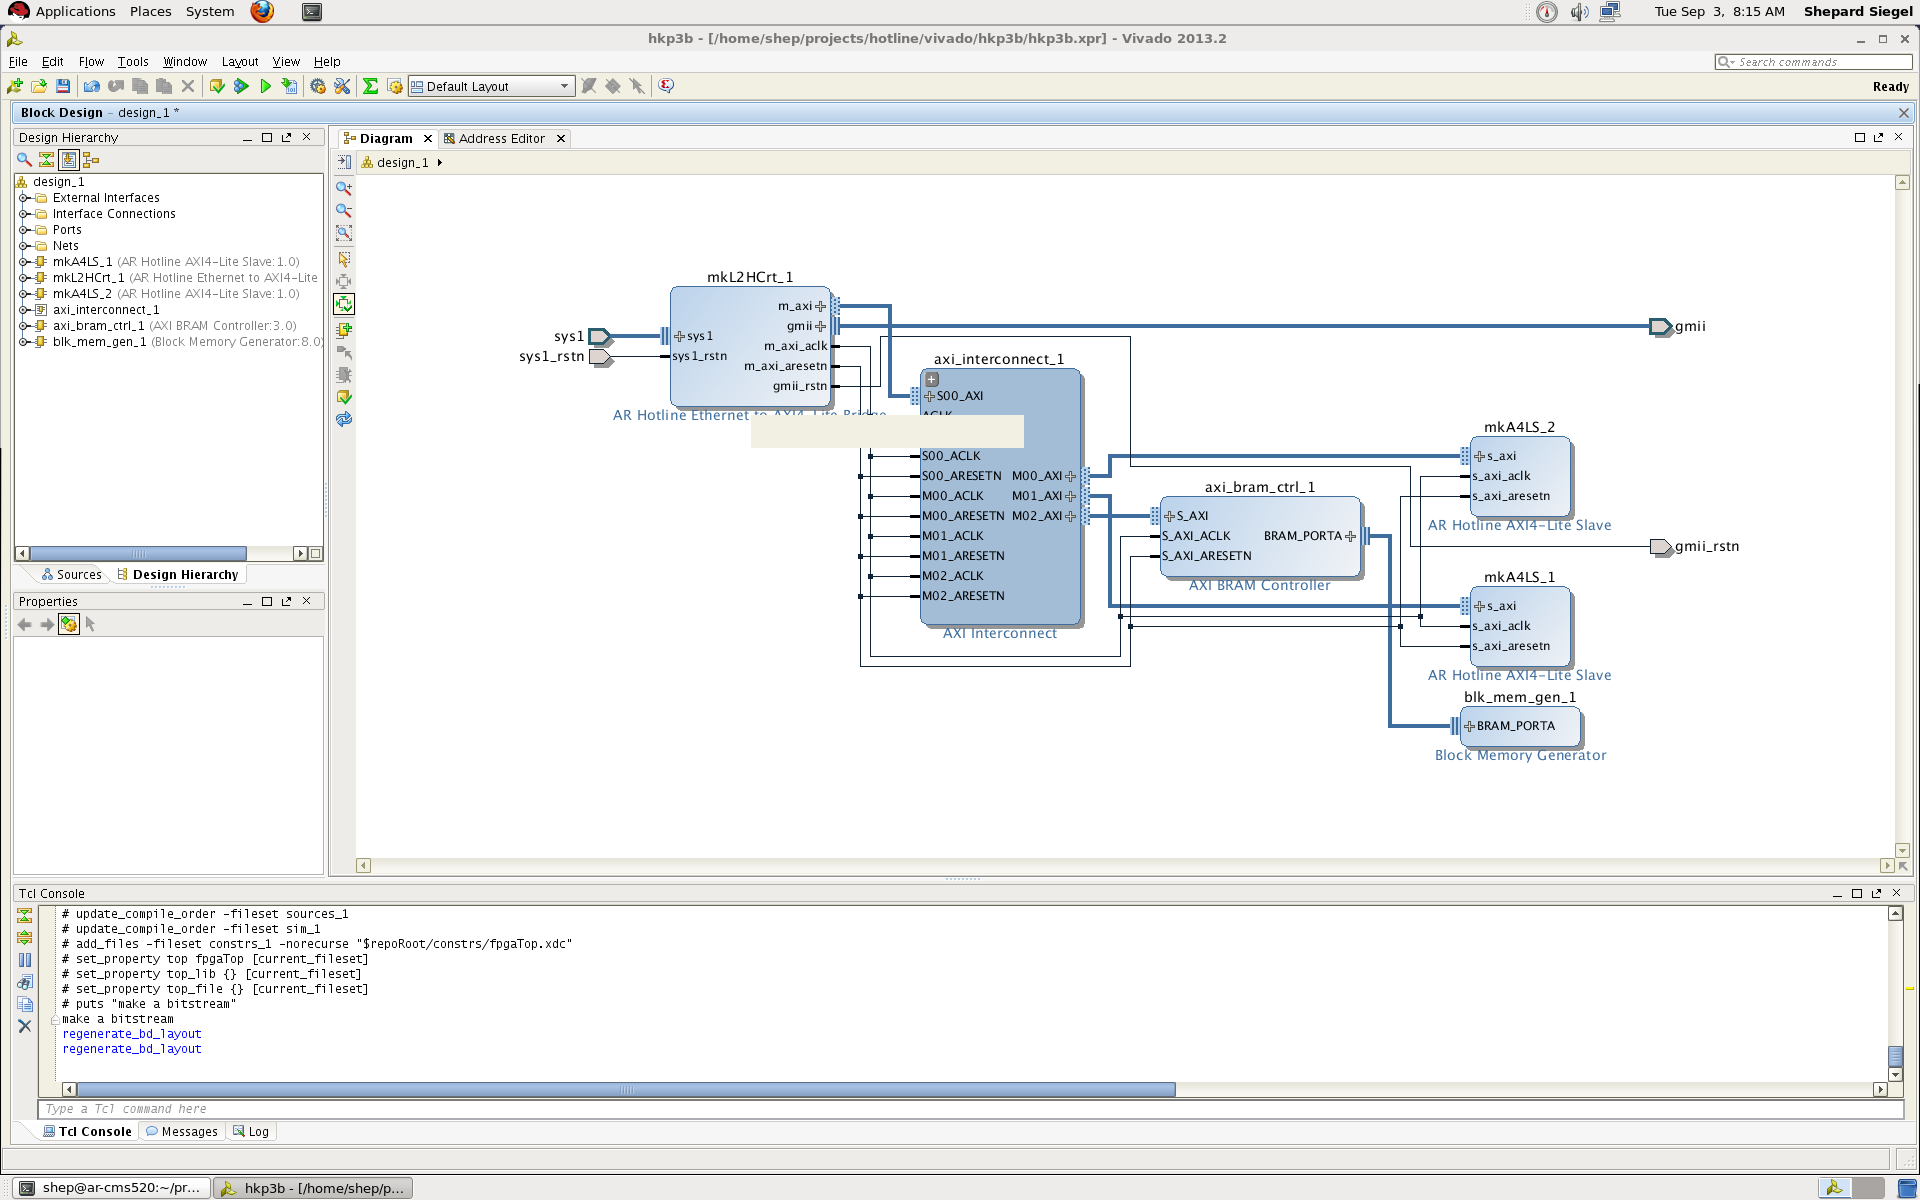 Applications Places System Tue Sep 3, 8:15 AM Shepard Siegel
hkp3b - [/home/shep/projects/hotline/vivado/hkp3b/hkp3b.xpr] - Vivado 2013.2
File Edit Flow Tools Window Layout View Help Search commands
Default Layout Ready
Block Design - design_1 *
Design Hierarchy
Diagram Address Editor
design_1
design_1
External Interfaces
Interface Connections
Ports
Nets
mkA4LS_1 (AR Hotline AXI4-Lite Slave:1.0)
mkL2HCrt_1 (AR Hotline Ethernet to AXI4-Lite
mkA4LS_2 (AR Hotline AXI4-Lite Slave:1.0)
axi_interconnect_1
axi_bram_ctrl_1 (AXI BRAM Controller:3.0)
blk_mem_gen_1 (Block Memory Generator:8.0)
Sources Design Hierarchy
Properties
sys1
sys1_rstn
mkL2HCrt_1
m_axi
gmii
sys1
m_axi_aclk
sys1_rstn
m_axi_aresetn
gmii_rstn
AR Hotline Ethernet to AXI4-Lite Bridge
axi_interconnect_1
S00_AXI
ACLK
S00_ACLK
S00_ARESETN M00_AXI
M00_ACLK M01_AXI
M00_ARESETN M02_AXI
M01_ACLK
M01_ARESETN
M02_ACLK
M02_ARESETN
AXI Interconnect
axi_bram_ctrl_1
S_AXI
S_AXI_ACLK BRAM_PORTA
S_AXI_ARESETN
AXI BRAM Controller
gmii
mkA4LS_2
s_axi
s_axi_aclk
s_axi_aresetn
AR Hotline AXI4-Lite Slave
gmii_rstn
mkA4LS_1
s_axi
s_axi_aclk
s_axi_aresetn
AR Hotline AXI4-Lite Slave
blk_mem_gen_1
BRAM_PORTA
Block Memory Generator
Tcl Console
# update_compile_order -fileset sources_1
# update_compile_order -fileset sim_1
# add_files -fileset constrs_1 -norecurse "$repoRoot/constrs/fpgaTop.xdc"
# set_property top fpgaTop [current_fileset]
# set_property top_lib {} [current_fileset]
# set_property top_file {} [current_fileset]
# puts "make a bitstream"
make a bitstream
regenerate_bd_layout
regenerate_bd_layout
Type a Tcl command here
Tcl Console Messages Log
shep@ar-cms520:~/pr... hkp3b - [/home/shep/p...